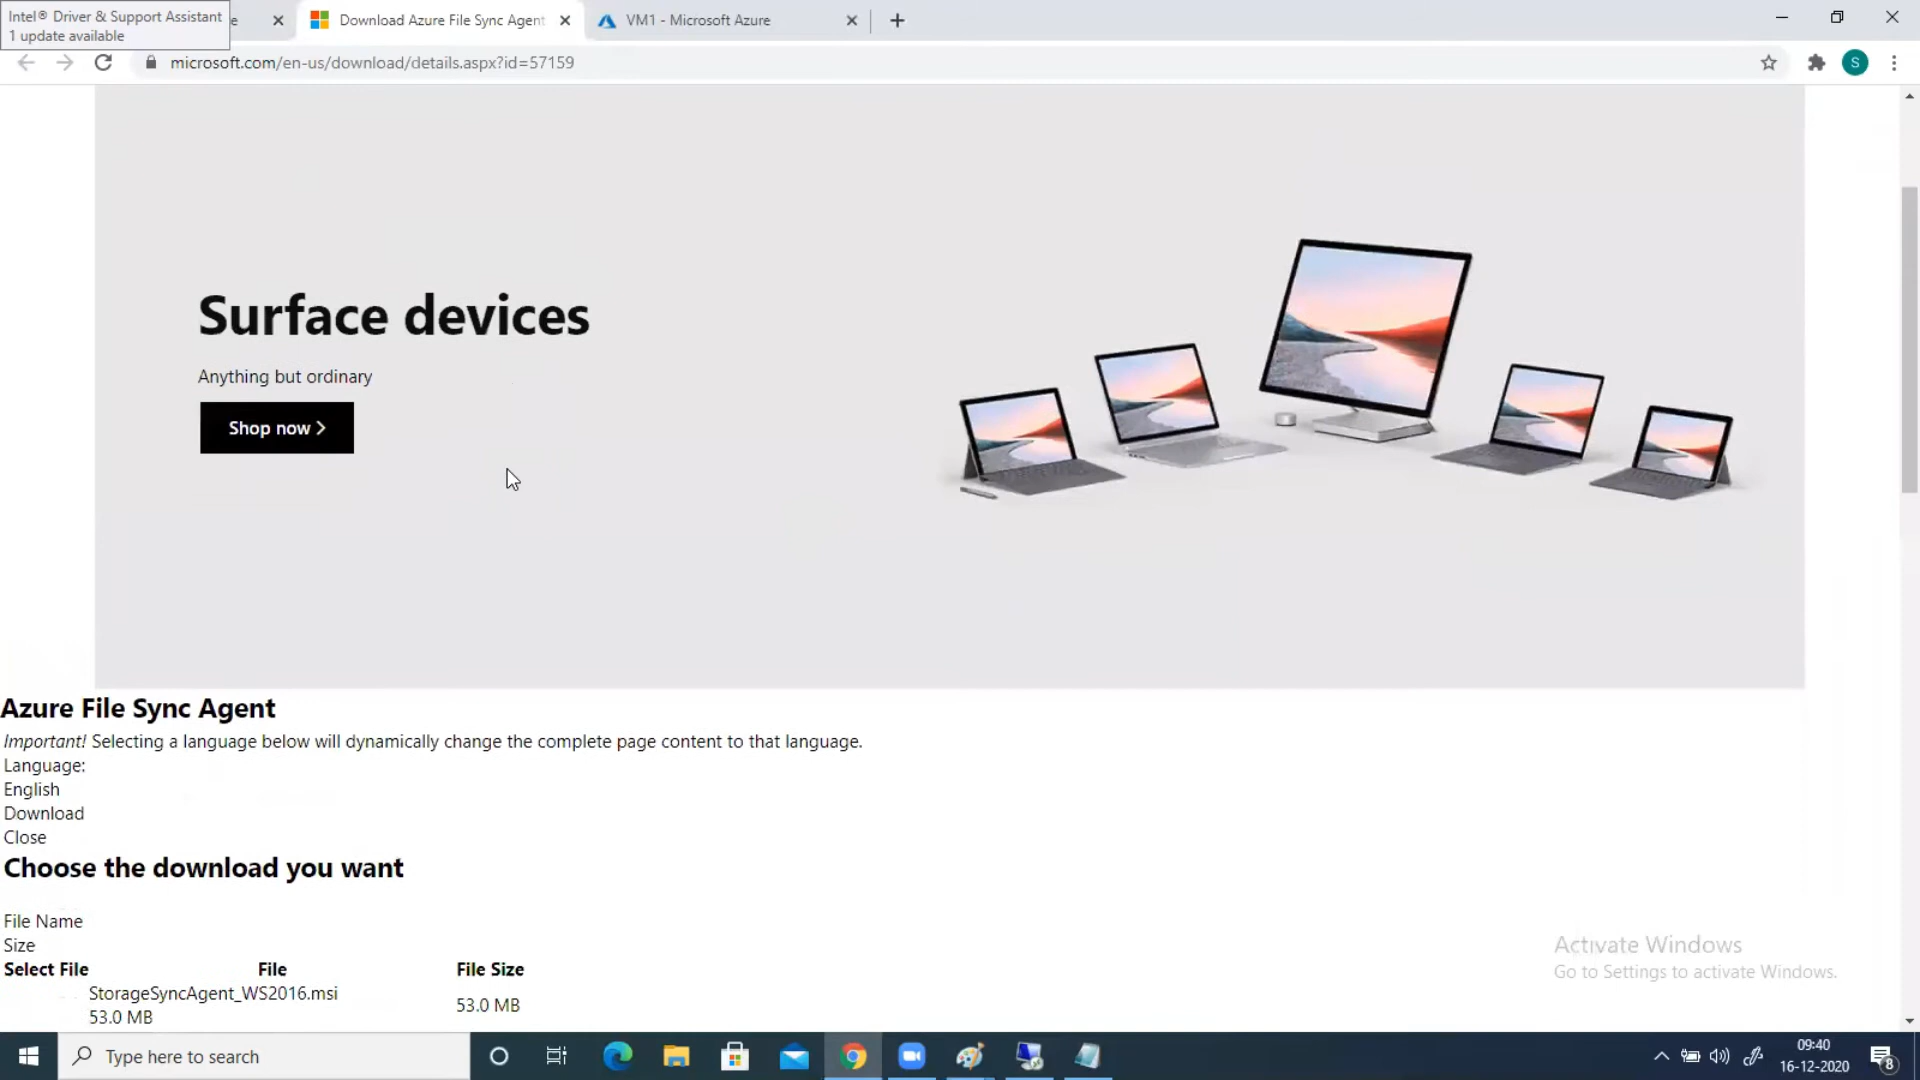 Intel® Driver & Support Assistant
1 update available
e
Download Azure File Sync Agent
VM1 - Microsoft Azure
microsoft.com/en-us/download/details.aspx?id=57159
S
Surface devices
Anything but ordinary
Shop now
Azure File Sync Agent
Important! Selecting a language below will dynamically change the complete page content to that language.
Language:
English
Download
Close
Choose the download you want
File Name
Size
Select File File File Size
StorageSyncAgent_WS2016.msi
53.0 MB
53.0 MB
Activate Windows
Go to Settings to activate Windows.
Type here to search
09:40
16-12-2020
8